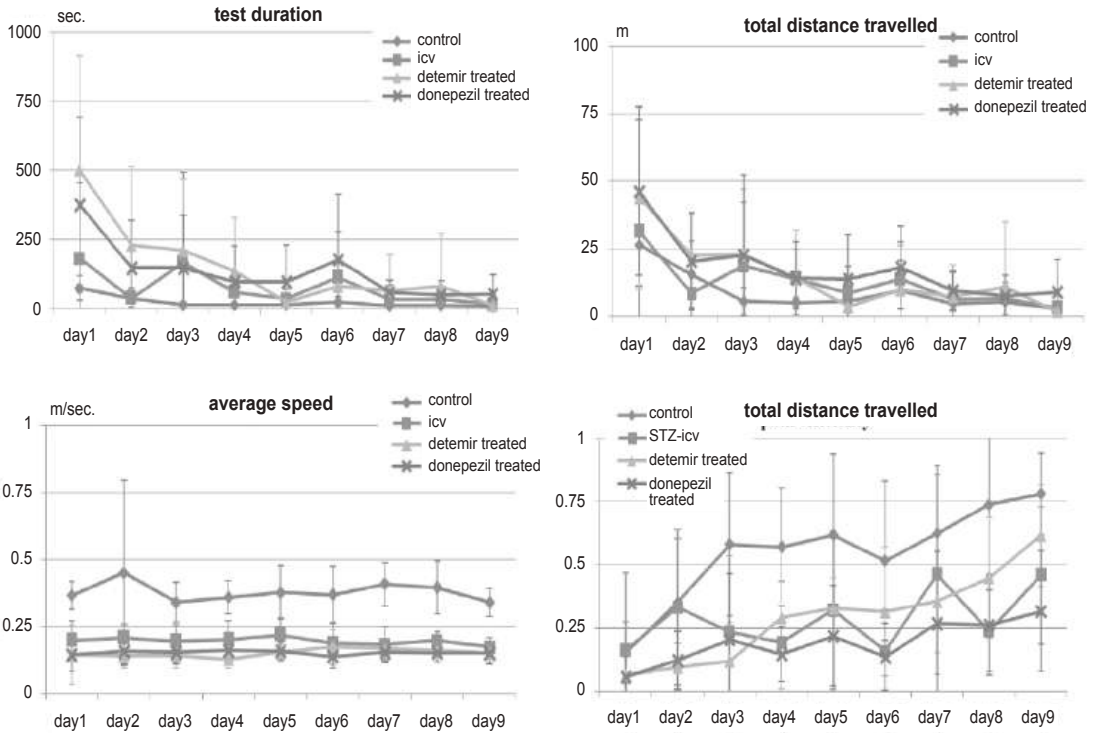 sec.
test duration
1000
750
500
250
0
control
icv
detemir treated
donepezil treated
day1 day2 day3 day4 day5 day6 day7 day8 day9
m
total distance travelled
100
75
50
25
0
control
icv
detemir treated
donepezil treated
day1 day2 day3 day4 day5 day6 day7 day8 day9
m/sec.
average speed
1
0.75
0.5
0.25
0
control
icv
detemir treated
donepezil treated
day1 day2 day3 day4 day5 day6 day7 day8 day9
total distance travelled
1
0.75
0.5
0.25
0
control
STZ-icv
detemir treated
donepezil
treated
day1 day2 day3 day4 day5 day6 day7 day8 day9